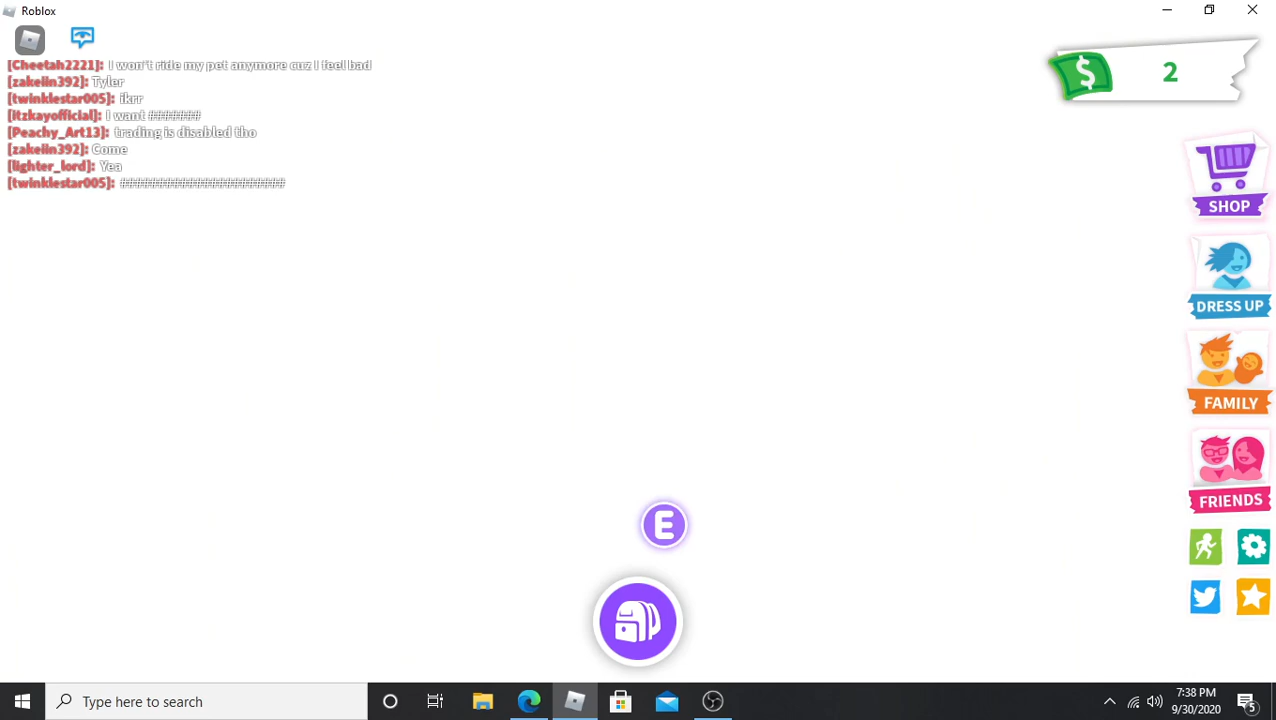 Roblox
[Cheetah2221]: I won't ride my pet anymore cuz I feel bad
[zakeiin392]: Tyler
[twinklestar005]: ikrr
[Itzkayofficial]: I want #######
[Peachy_Art13]: trading is disabled tho
[zakeiin392]: Come
[lighter_lord]: Yea
[twinklestar005]: ########################
$ 2
SHOP
DRESS UP
FAMILY
FRIENDS
E
Type here to search
7:38 PM
9/30/2020
5